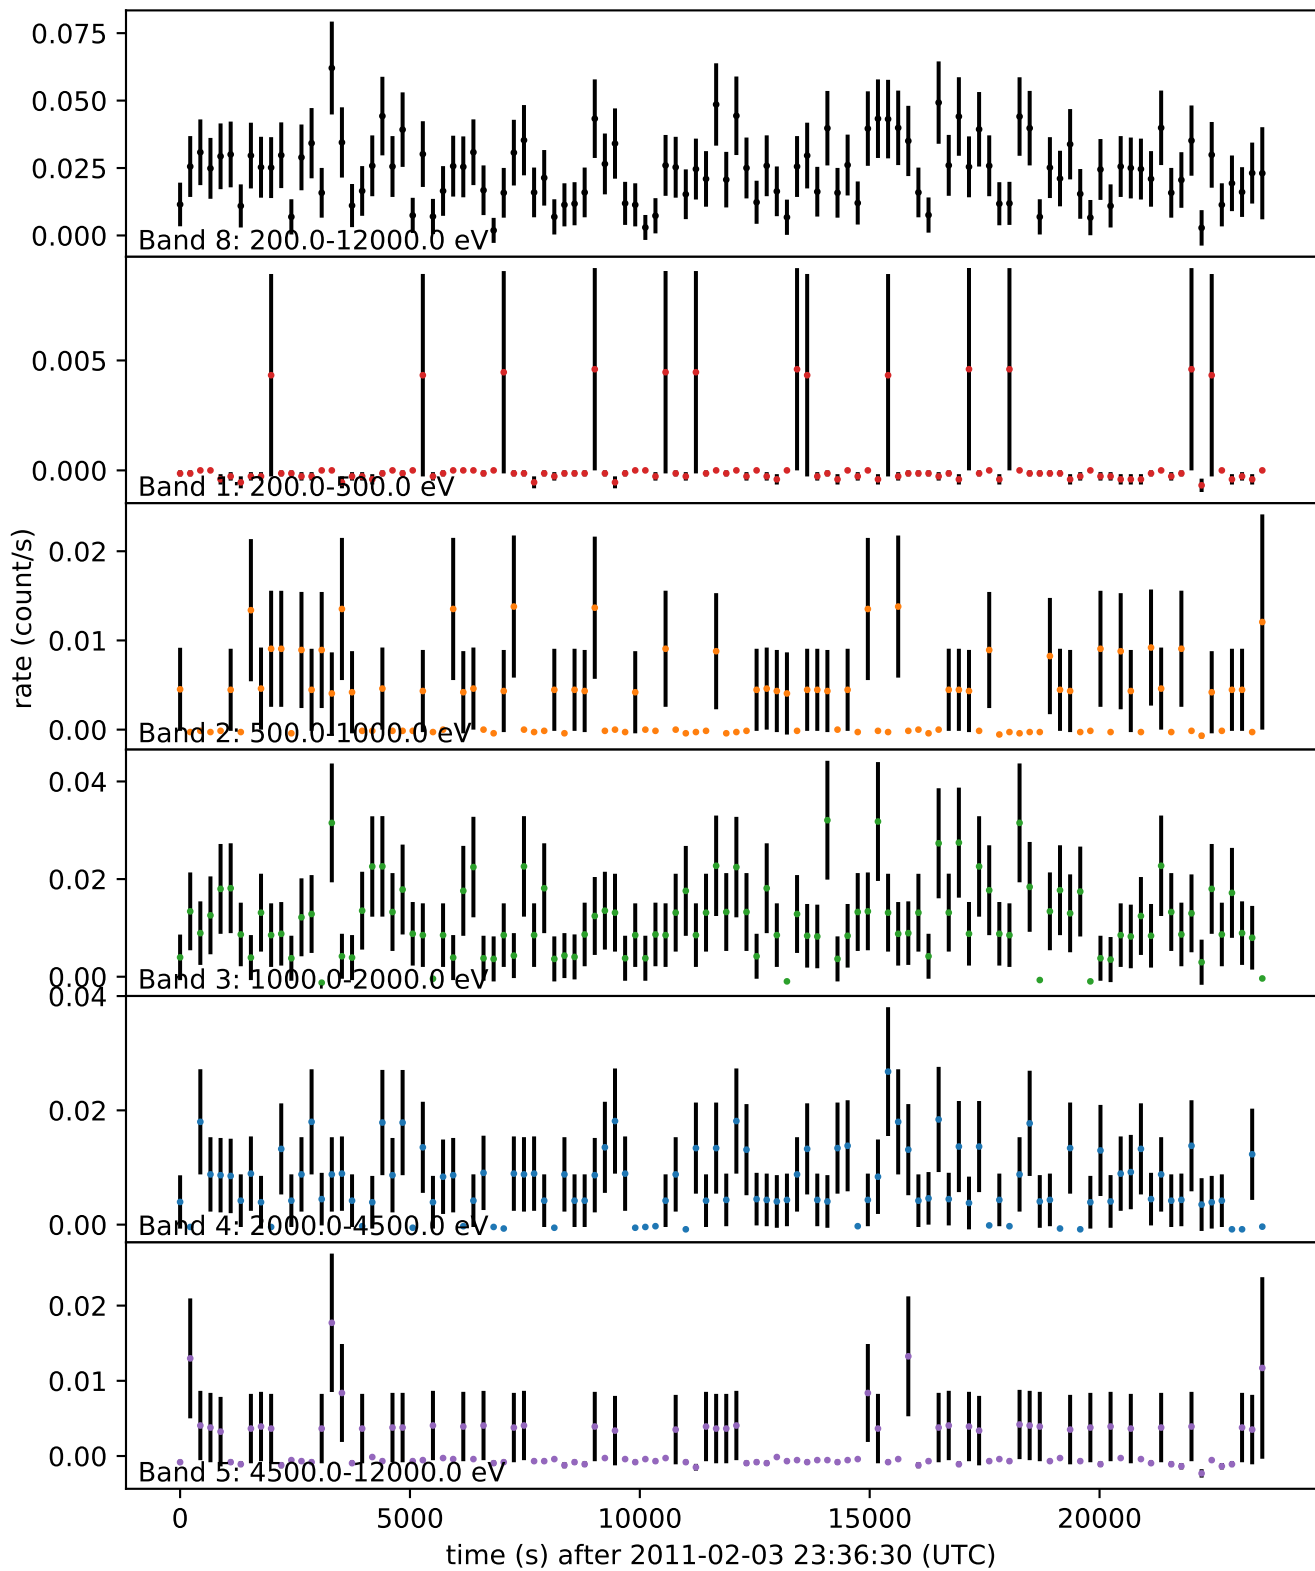 0.075
0.050
0.025
0.000
Band 8: 200.0-12000.0 eV
0.005
0.000
Band 1: 200.0-500.0 eV
rate (count/s)
0.02
0.01
0.00
Band 2: 500.0-1000.0 eV
0.04
0.02
0.00
Band 3: 1000.0-2000.0 eV
0.04
0.02
0.00
Band 4: 2000.0-4500.0 eV
0.02
0.01
0.00
Band 5: 4500.0-12000.0 eV
0 5000 10000 15000 20000
time (s) after 2011-02-03 23:36:30 (UTC)